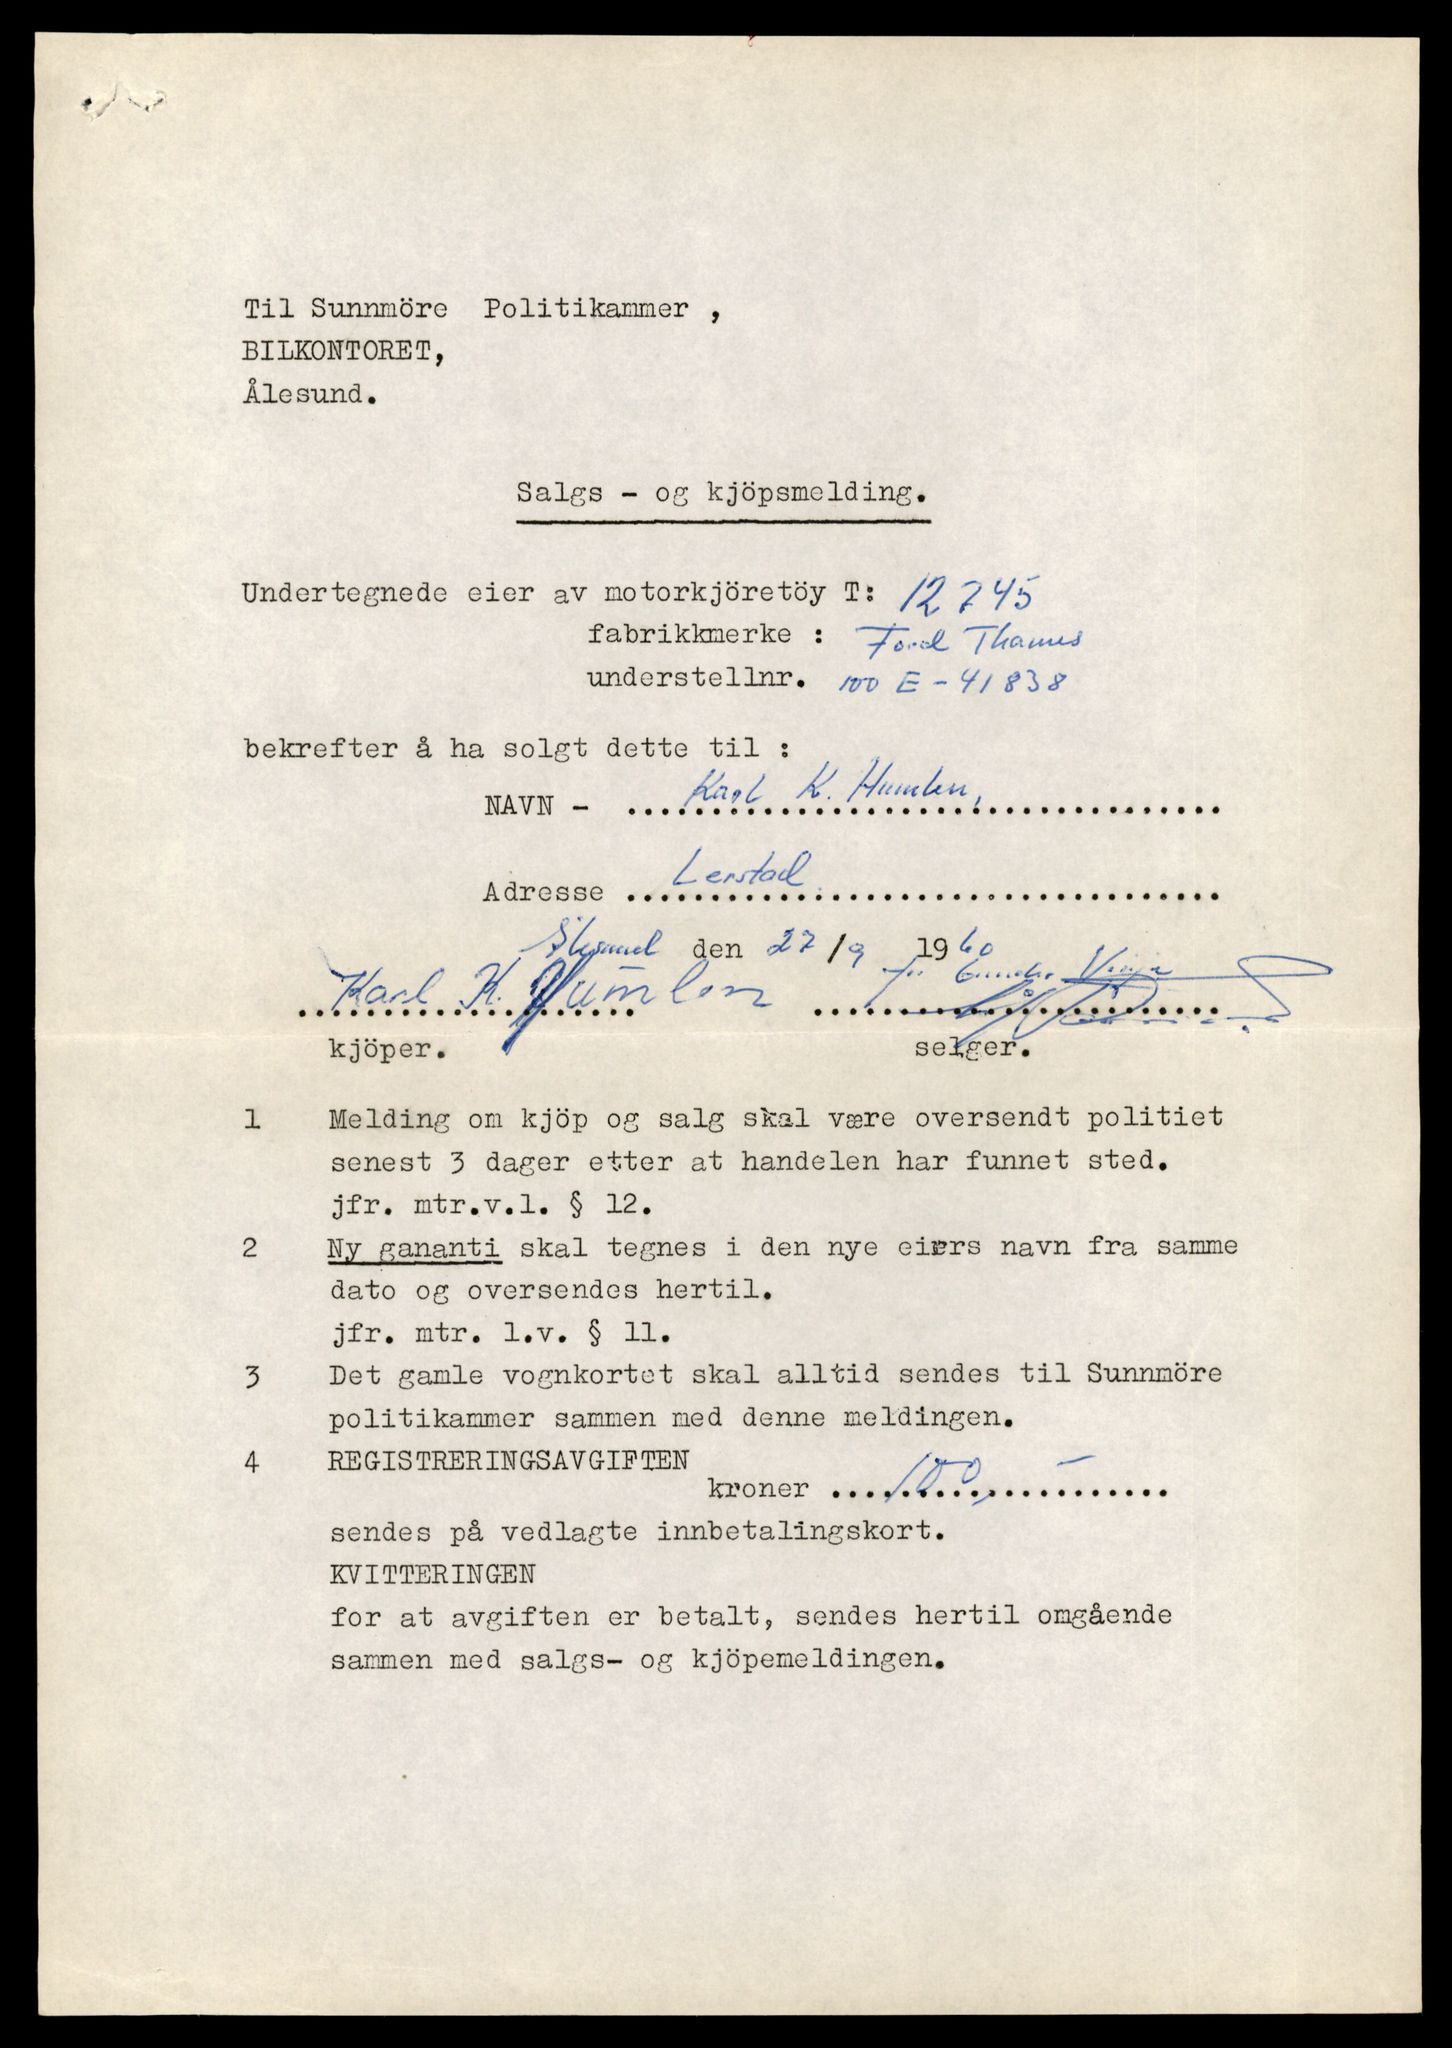 Til Sunnmöre Politikammer ,
BILKONTORET,
Ålesund.
Salgs - og kjöpsmelding.
Undertegnede eier av motorkjöretöy T: 12745
fabrikkmerke : Ford Thames
understellnr. 100 E - 41838
bekrefter å ha solgt dette til :
NAVN - Karl K. Humlen,
Adresse Lerstad
Ålesund den 27/9 1960
Karl K. Humlen
kjöper. selger.
1 Melding om kjöp og salg skal være oversendt politiet
senest 3 dager etter at handelen har funnet sted.
jfr. mtr.v.l. § 12.
2 Ny gananti skal tegnes i den nye eiers navn fra samme
dato og oversendes hertil.
jfr. mtr. l.v. § 11.
3 Det gamle vognkortet skal alltid sendes til Sunnmöre
politikammer sammen med denne meldingen.
4 REGISTRERINGSAVGIFTEN
kroner 100,-
sendes på vedlagte innbetalingskort.
KVITTERINGEN
for at avgiften er betalt, sendes hertil omgående
sammen med salgs- og kjöpemeldingen.